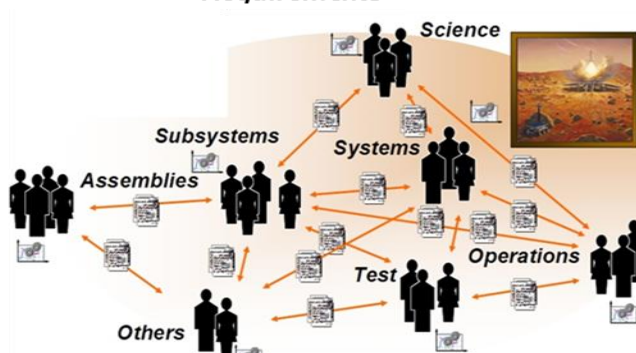 Science
Subsystems
Systems
Assemblies
Test
Operations
Others